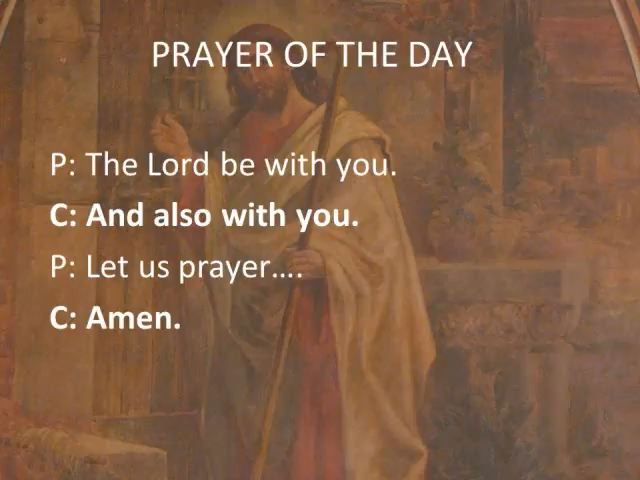 PRAYER OF THE DAY
P: The Lord be with you.
C: And also with you.
P: Let us prayer….
C: Amen.